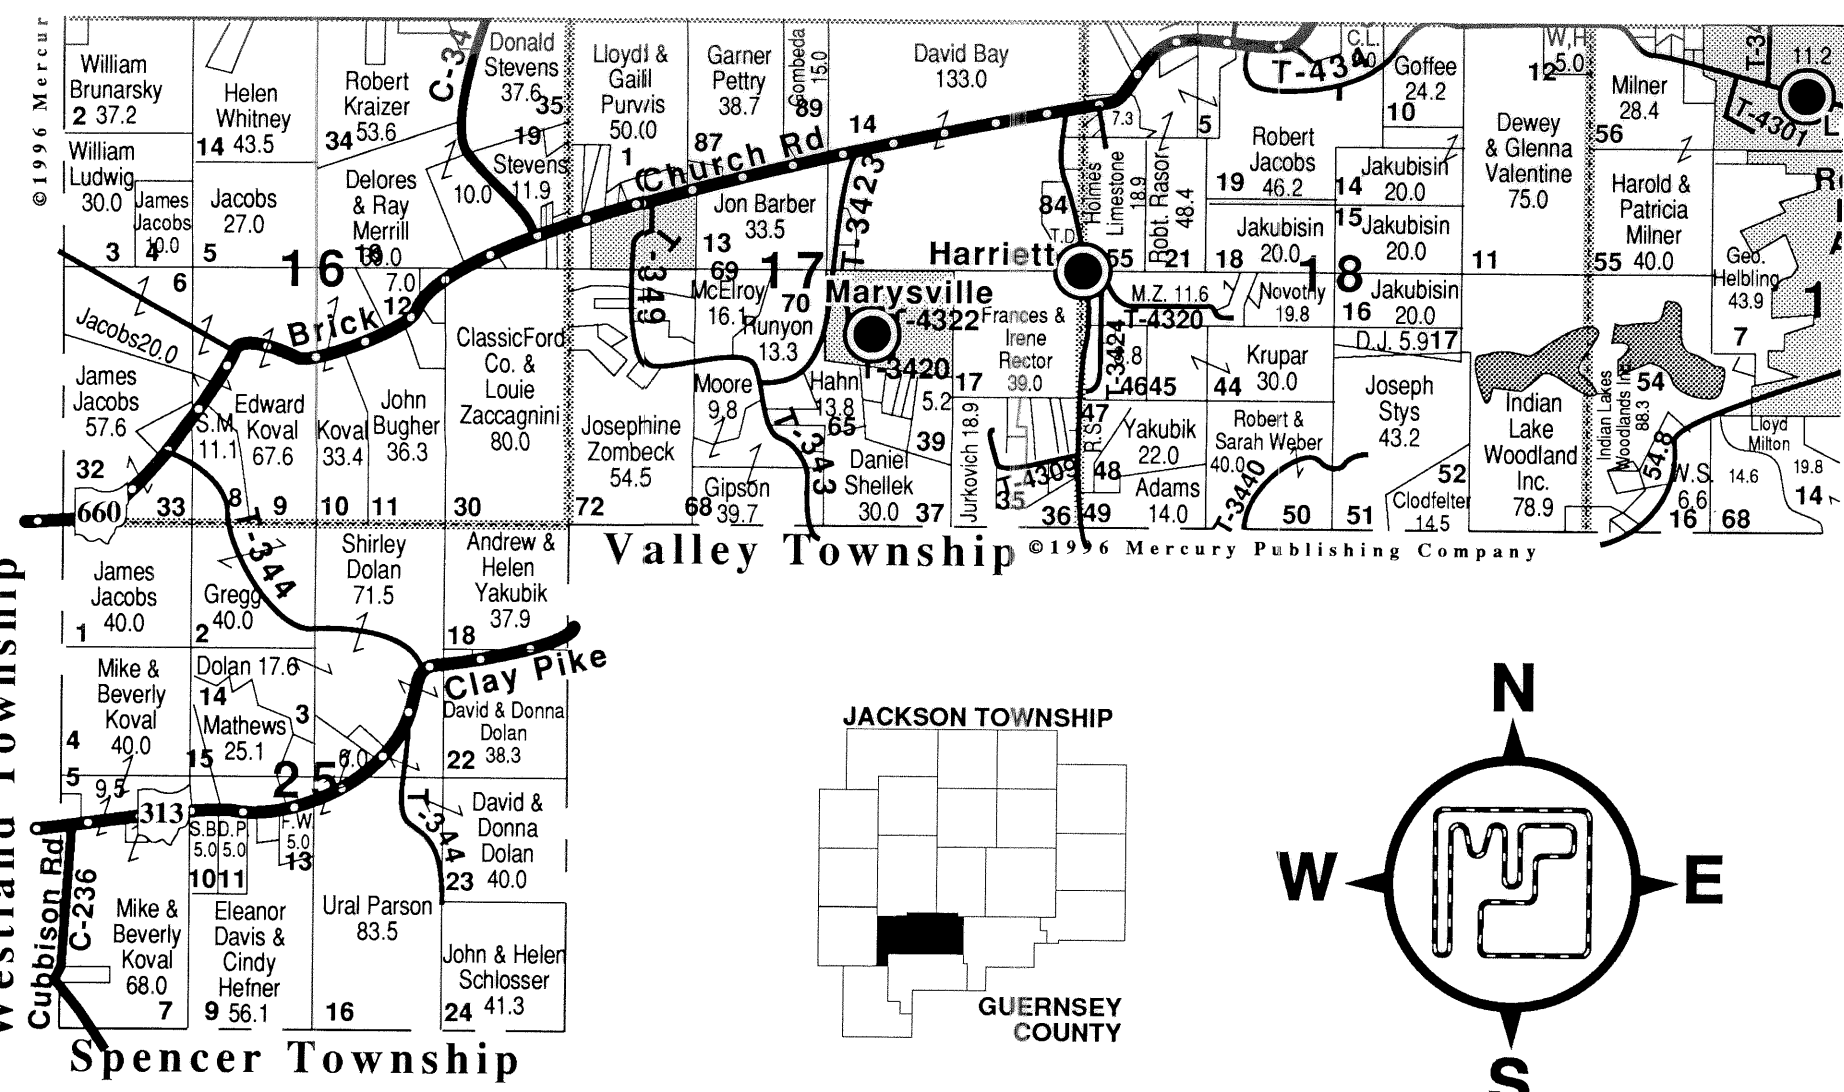 ©1996 Mercur
William
Brunarsky
2 37.2
Helen
Whitney
14 43.5
Robert
Kraizer
34 53.6
C-34
Donald
Stevens
37.6
35
Lloydl &
Gaill
Purvis
50.00
1
Garner
Pettry
38.7
87
Gombeda
15.0
89
David Bay
133.0
14
Church Rd
7.3
5
T-434
C.L.
Goffee
24.2
10
W,H
5.0
12
Milner
28.4
56
T-34
11.2
T-4301
William
Ludwig
30.0
3
James
Jacobs
10.0
4
Jacobs
27.0
5
Delores
& Ray
Merrill
10.0
19
Stevens
11.9
Jon Barber
33.5
13
T-3423
84
T.D.
Holmes
Limestone
18.9
55
Robt. Rasor
48.4
21
Robert
Jacobs
19 46.2
Jakubisin
14 20.0
15 Jakubisin
20.0
Jakubisin
18 20.0
Dewey
& Glenna
Valentine
75.0
11
Harold &
Patricia
Milner
55 40.0
Geo.
Helbling
43.9
7
16
17
18
1
6
Jacobs20.0
Brick
7.0
12
T-349
69
McElroy
16.1
70
Runyon
13.3
Harriett
Marysville
T-4322
T-3420
Frances &
Irene
Rector
39.0
17
M.Z. 11.6
T-4320
T-3424
Novotny
19.8
Jakubisin
16 20.0
D.J. 5.917
James
Jacobs
57.6
32
S.M.
11.1
Edward
Koval
67.6
Koval
33.4
John
Bugher
36.3
ClassicFord
Co. &
Louie
Zaccagnini
80.0
Josephine
Zombeck
54.5
Moore
9.8
Hahn
13.8
65
5.2
39
T-343
Gipson
39.7
Daniel
Shellek
30.0 37
Jurkovich 18.9
T-4309
35
36
46 45
44
Krupar
30.0
47
R.S.
48
Yakubik
22.0
Robert &
Sarah Weber
40.0
Adams
14.0
T-3440
49
50
51
Joseph
Stys
43.2
52
Clodfelter
14.5
Indian
Lake
Woodland
Inc.
78.9
Indian Lakes
Woodlands Inc.
88.3
54
54.8
W.S.
6.6
16
68
Lloyd
Milton
14.6
19.8
14
660
33
8
9
10
11
30
72
68
Valley Township
©1996 Mercury Publishing Company
T-344
James
Jacobs
40.0
1
Gregg
40.0
2
Shirley
Dolan
71.5
Andrew &
Helen
Yakubik
37.9
18
Clay Pike
Mike &
Beverly
Koval
40.0
4
Dolan 17.6
14
Mathews
25.1
15
3
6.0
25
David & Donna
Dolan
22 38.3
5
9.5
313
S.B.
5.0
D.P.
5.0
F.W.
5.0
13
10 11
T-344
David &
Donna
Dolan
23 40.0
Westland Township
Cubbison Rd
C-236
Mike &
Beverly
Koval
68.0
7
Eleanor
Davis &
Cindy
Hefner
9 56.1
Ural Parson
83.5
16
John & Helen
Schlosser
24 41.3
Spencer Township
JACKSON TOWNSHIP
GUERNSEY
COUNTY
N
W
E
S